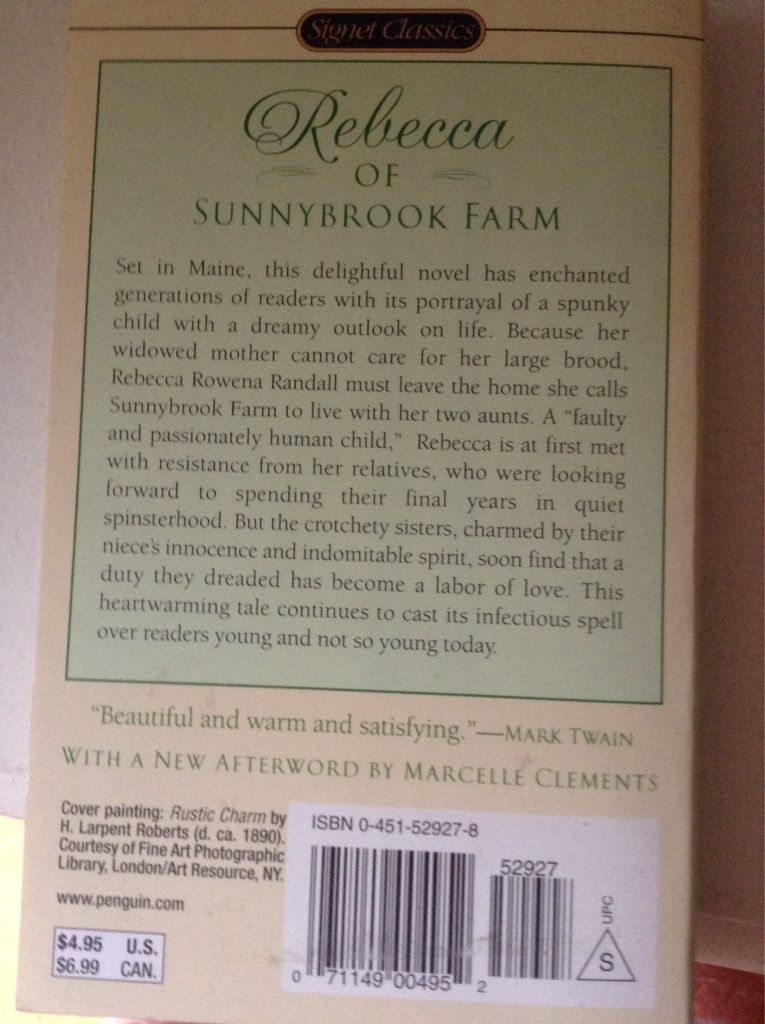 Signet Classics
Rebecca
OF
SUNNYBROOK FARM
Set in Maine, this delightful novel has enchanted
generations of readers with its portrayal of a spunky
child with a dreamy outlook on life. Because her
widowed mother cannot care for her large brood,
Rebecca Rowena Randall must leave the home she calls
Sunnybrook Farm to live with her two aunts. A “faulty
and passionately human child,” Rebecca is at first met
with resistance from her relatives, who were looking
forward to spending their final years in quiet
spinsterhood. But the crotchety sisters, charmed by their
niece's innocence and indomitable spirit, soon find that a
duty they dreaded has become a labor of love. This
heartwarming tale continues to cast its infectious spell
over readers young and not so young today.
“Beautiful and warm and satisfying.”—MARK TWAIN
WITH A NEW AFTERWORD BY MARCELLE CLEMENTS
Cover painting: Rustic Charm by
H. Larpent Roberts (d. ca. 1890).
Courtesy of Fine Art Photographic
Library, London/Art Resource, NY.
www.penguin.com
$4.95 U.S.
$6.99 CAN.
ISBN 0-451-52927-8
52927
0 71149 00495 2
UPC
S